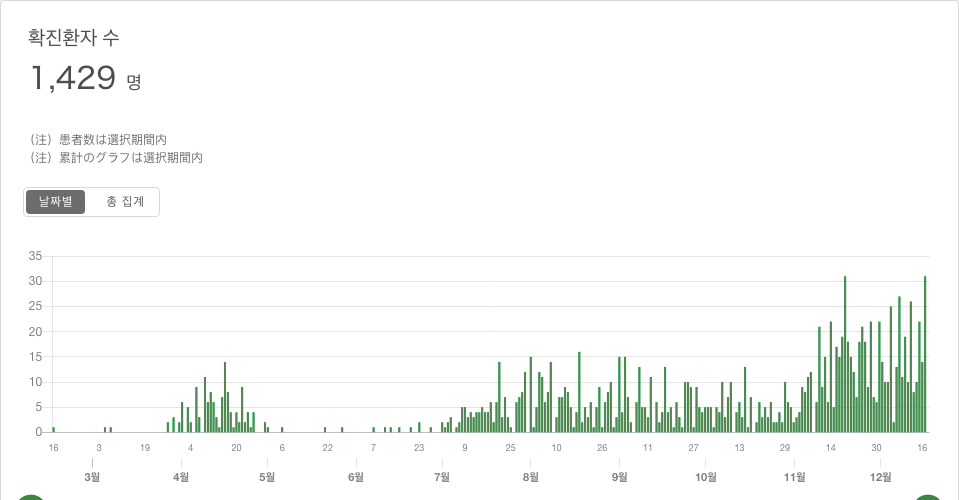 확진환자 수
1,429 명
（注）患者数は選択期間内
（注）累計のグラフは選択期間内
날짜별 총 집계
35
30
25
20
15
10
5
0
16 3 19 4 20 6 22 7 23 9 25 10 26 11 27 13 29 14 30 16
3월 4월 5월 6월 7월 8월 9월 10월 11월 12월